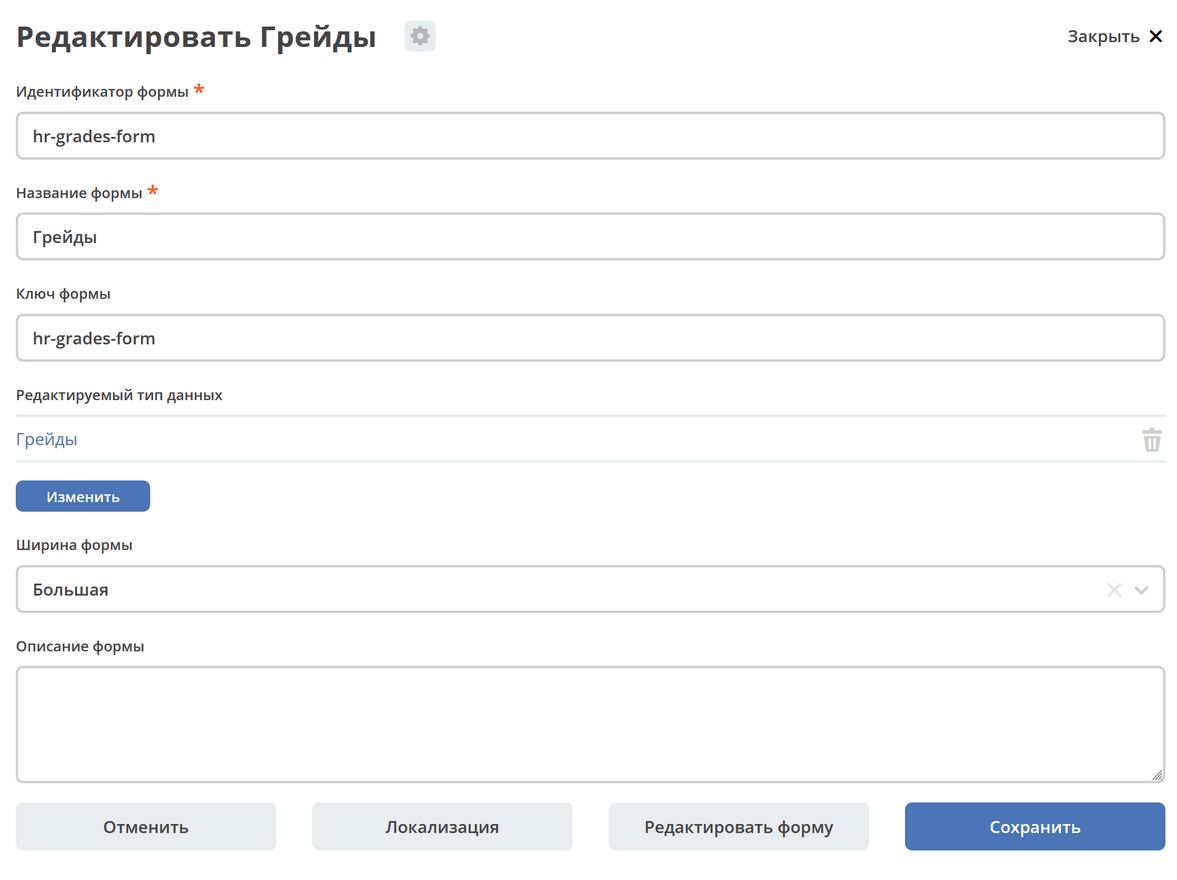 Редактировать Грейды
Закрыть
Идентификатор формы *
hr-grades-form
Название формы *
Грейды
Ключ формы
hr-grades-form
Редактируемый тип данных
Грейды
Изменить
Ширина формы
Большая
Описание формы
Отменить
Локализация
Редактировать форму
Сохранить